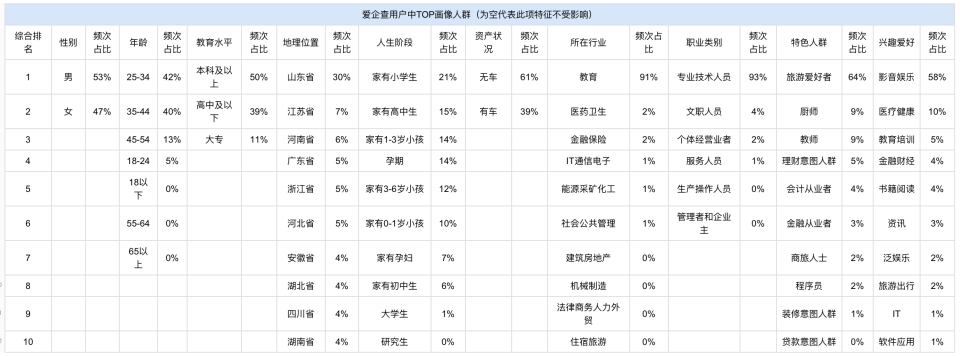 爱企查用户中TOP画像人群（为空代表此项特征不受影响）
综合排名 性别 频次占比 年龄 频次占比 教育水平 频次占比 地理位置 频次占比 人生阶段 频次占比 资产状况 频次占比 所在行业 频次占比 职业类别 频次占比 特色人群 频次占比 兴趣爱好 频次占比
1 男 53% 25-34 42% 本科及以上 50% 山东省 30% 家有小学生 21% 无车 61% 教育 91% 专业技术人员 93% 旅游爱好者 64% 影音娱乐 58%
2 女 47% 35-44 40% 高中及以下 39% 江苏省 7% 家有高中生 15% 有车 39% 医药卫生 2% 文职人员 4% 厨师 9% 医疗健康 10%
3 45-54 13% 大专 11% 河南省 6% 家有1-3岁小孩 14% 金融保险 2% 个体经营业者 2% 教师 9% 教育培训 5%
4 18-24 5% 广东省 5% 孕期 14% IT通信电子 1% 服务人员 1% 理财意图人群 5% 金融财经 4%
5 18以下 0% 浙江省 5% 家有3-6岁小孩 12% 能源采矿化工 1% 生产操作人员 0% 会计从业者 4% 书籍阅读 4%
6 55-64 0% 河北省 5% 家有0-1岁小孩 10% 社会公共管理 1% 管理者和企业主 0% 金融从业者 3% 资讯 3%
7 65以上 0% 安徽省 4% 家有孕妇 7% 建筑房地产 0% 商旅人士 2% 泛娱乐 2%
8 湖北省 4% 家有初中生 6% 机械制造 0% 程序员 2% 旅游出行 2%
9 四川省 4% 大学生 1% 法律商务人力外贸 0% 装修意图人群 1% IT 1%
10 湖南省 4% 研究生 0% 住宿旅游 0% 贷款意图人群 0% 软件应用 1%